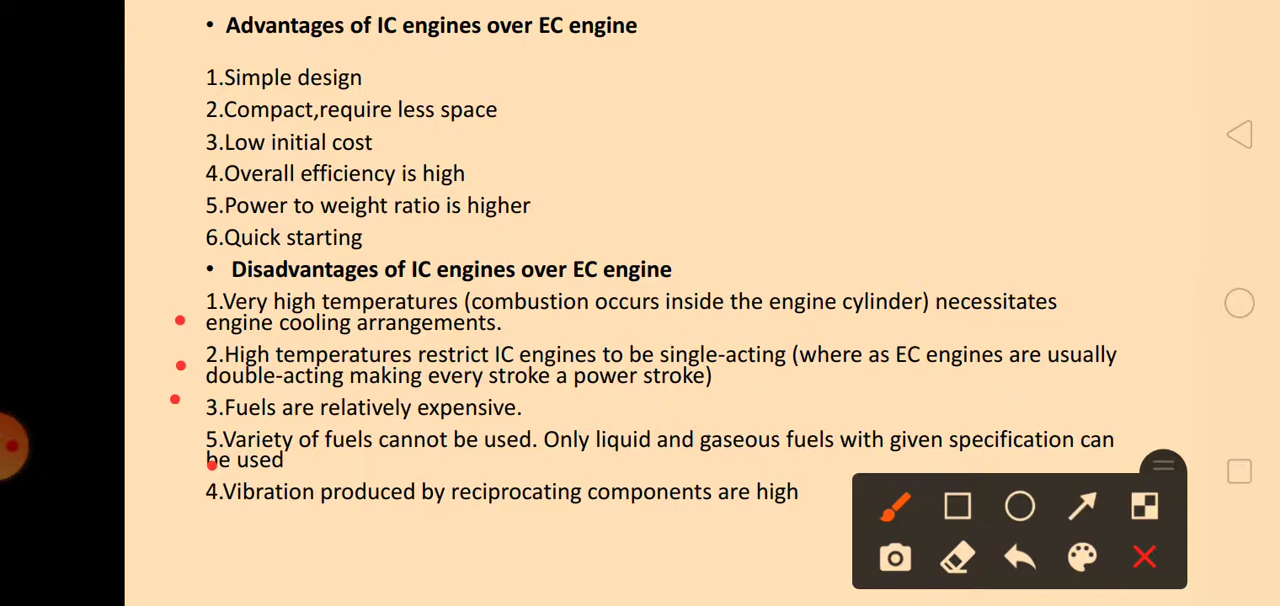 • Advantages of IC engines over EC engine
1.Simple design
2.Compact,require less space
3.Low initial cost
4.Overall efficiency is high
5.Power to weight ratio is higher
6.Quick starting
• Disadvantages of IC engines over EC engine
1.Very high temperatures (combustion occurs inside the engine cylinder) necessitates
engine cooling arrangements.
2.High temperatures restrict IC engines to be single-acting (where as EC engines are usually
double-acting making every stroke a power stroke)
3.Fuels are relatively expensive.
5.Variety of fuels cannot be used. Only liquid and gaseous fuels with given specification can
be used
4.Vibration produced by reciprocating components are high